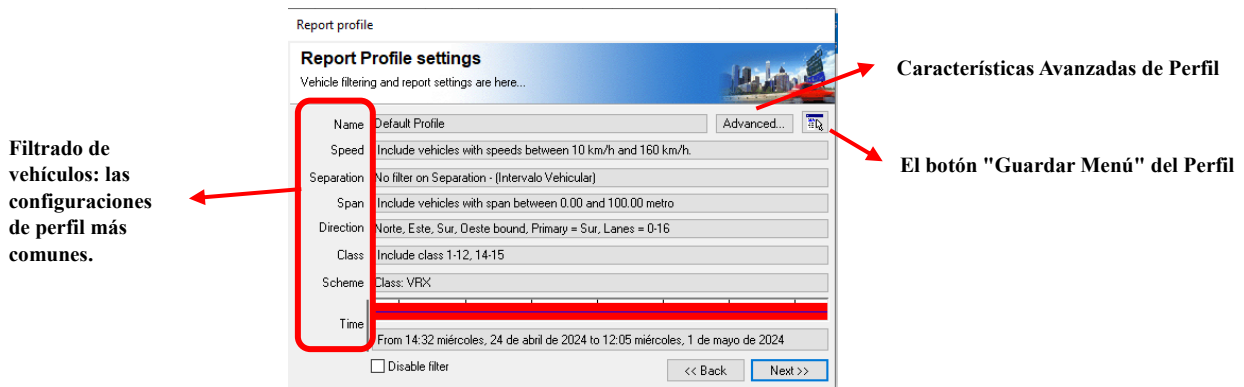 Report profile
Report Profile settings
Vehicle filtering and report settings are here...
Características Avanzadas de Perfil
Name Default Profile Advanced...
Speed Include vehicles with speeds between 10 km/h and 160 km/h.
El botón "Guardar Menú" del Perfil
Separation No filter on Separation - (Intervalo Vehicular)
Span Include vehicles with span between 0.00 and 100.00 metro
Direction Norte, Este, Sur, Oeste bound, Primary = Sur, Lanes = 0-16
Class Include class 1-12, 14-15
Scheme Class: VRX
Time
From 14:32 miércoles, 24 de abril de 2024 to 12:05 miércoles, 1 de mayo de 2024
Disable filter << Back Next >>
Filtrado de
vehículos: las
configuraciones
de perfil más
comunes.